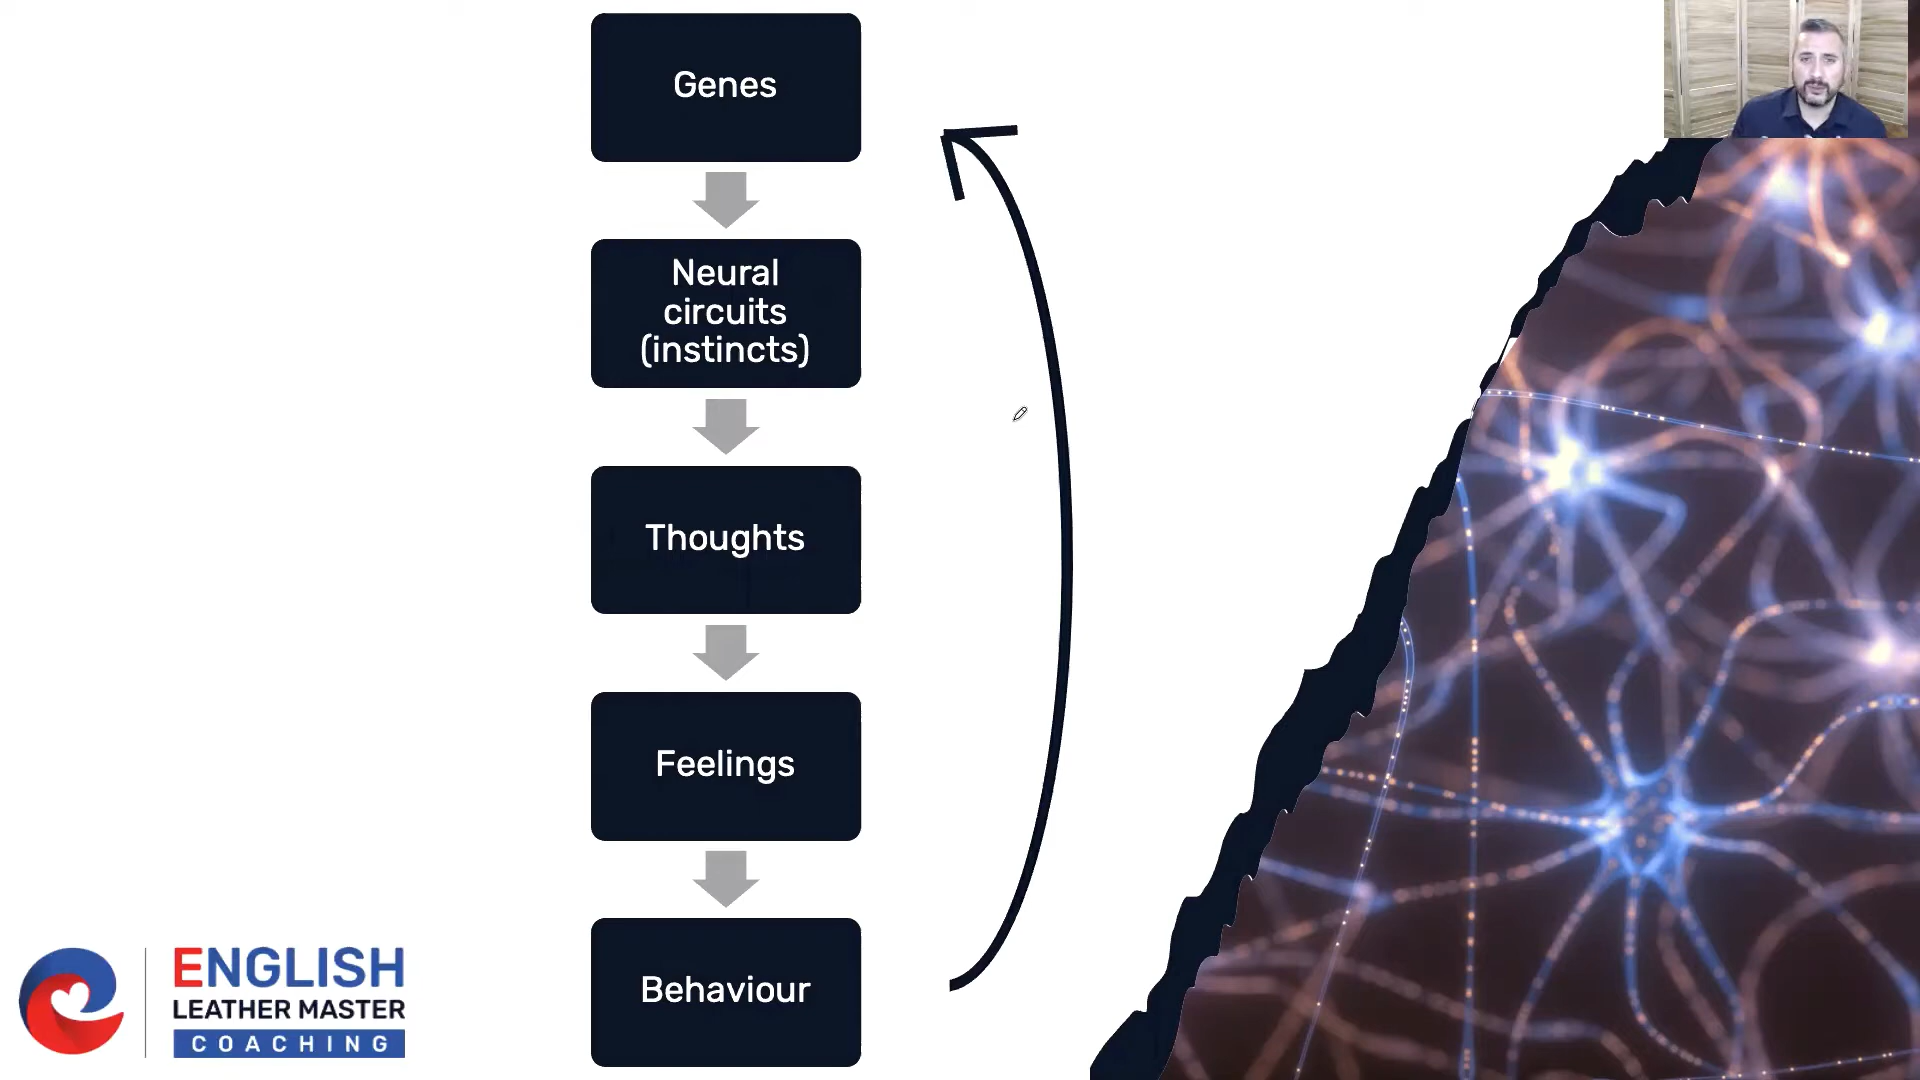 Genes
Neural
circuits
(instincts)
Thoughts
Feelings
Behaviour
ENGLISH
LEATHER MASTER
COACHING